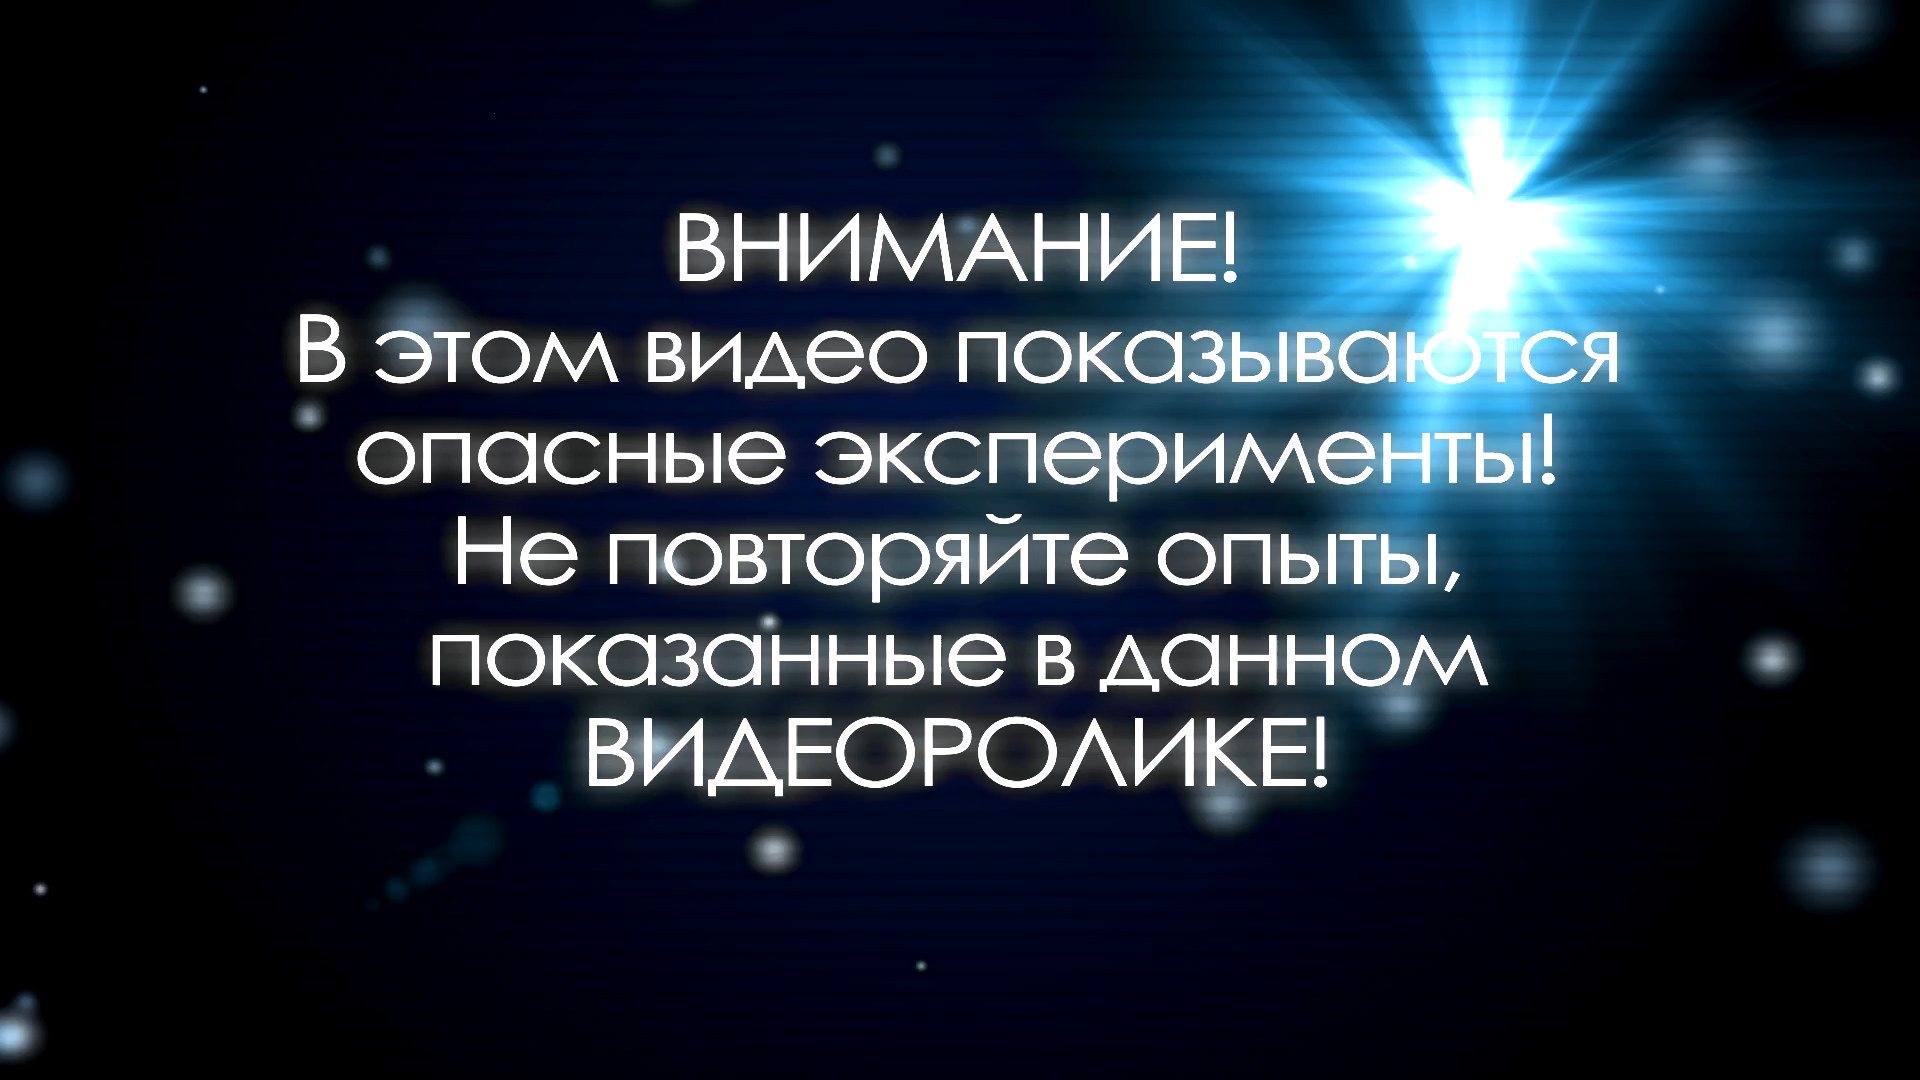 ВНИМАНИЕ!
В этом видео показываются
опасные эксперименты!
Не повторяйте опыты,
показанные в данном
ВИДЕОРОЛИКЕ!